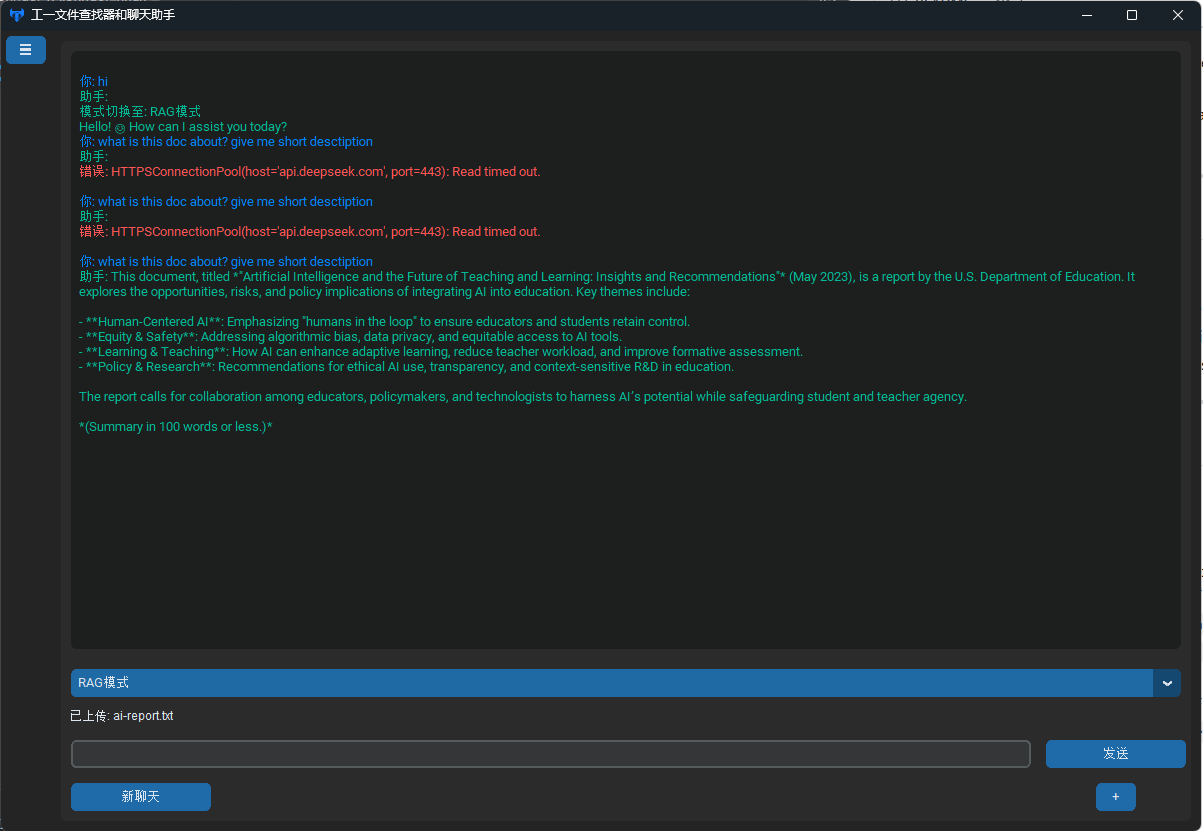 工一文件查找器和聊天助手
你: hi
助手:
模式切换至: RAG模式
Hello! 😊 How can I assist you today?
你: what is this doc about? give me short desctiption
助手:
错误: HTTPSConnectionPool(host='api.deepseek.com', port=443): Read timed out.
你: what is this doc about? give me short desctiption
助手:
错误: HTTPSConnectionPool(host='api.deepseek.com', port=443): Read timed out.
你: what is this doc about? give me short desctiption
助手: This document, titled *"Artificial Intelligence and the Future of Teaching and Learning: Insights and Recommendations"* (May 2023), is a report by the U.S. Department of Education. It
explores the opportunities, risks, and policy implications of integrating AI into education. Key themes include:
- **Human-Centered AI**: Emphasizing "humans in the loop" to ensure educators and students retain control.
- **Equity & Safety**: Addressing algorithmic bias, data privacy, and equitable access to AI tools.
- **Learning & Teaching**: How AI can enhance adaptive learning, reduce teacher workload, and improve formative assessment.
- **Policy & Research**: Recommendations for ethical AI use, transparency, and context-sensitive R&D in education.
The report calls for collaboration among educators, policymakers, and technologists to harness AI's potential while safeguarding student and teacher agency.
*(Summary in 100 words or less.)*
RAG模式
已上传: ai-report.txt
发送
新聊天
+